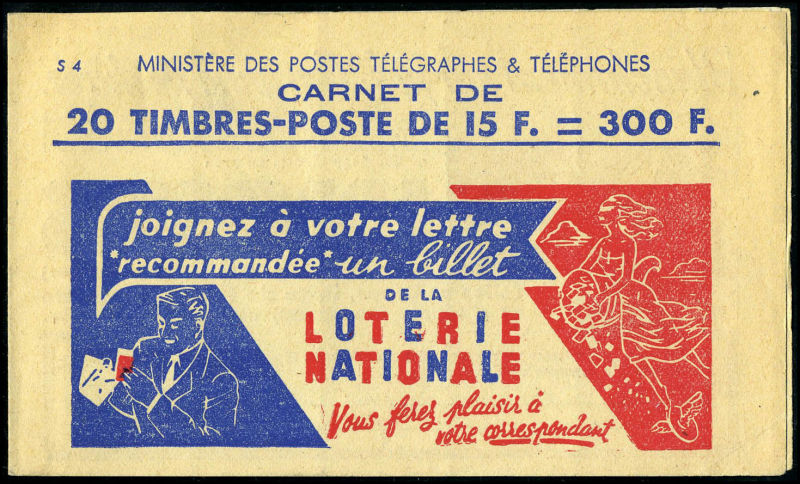 S 4 MINISTÈRE DES POSTES TÉLÉGRAPHES & TÉLÉPHONES
CARNET DE
20 TIMBRES-POSTE DE 15 F. = 300 F.
joignez à votre lettre
"recommandée" un billet
DE LA
LOTERIE
NATIONALE
Vous ferez plaisir à
votre correspondant